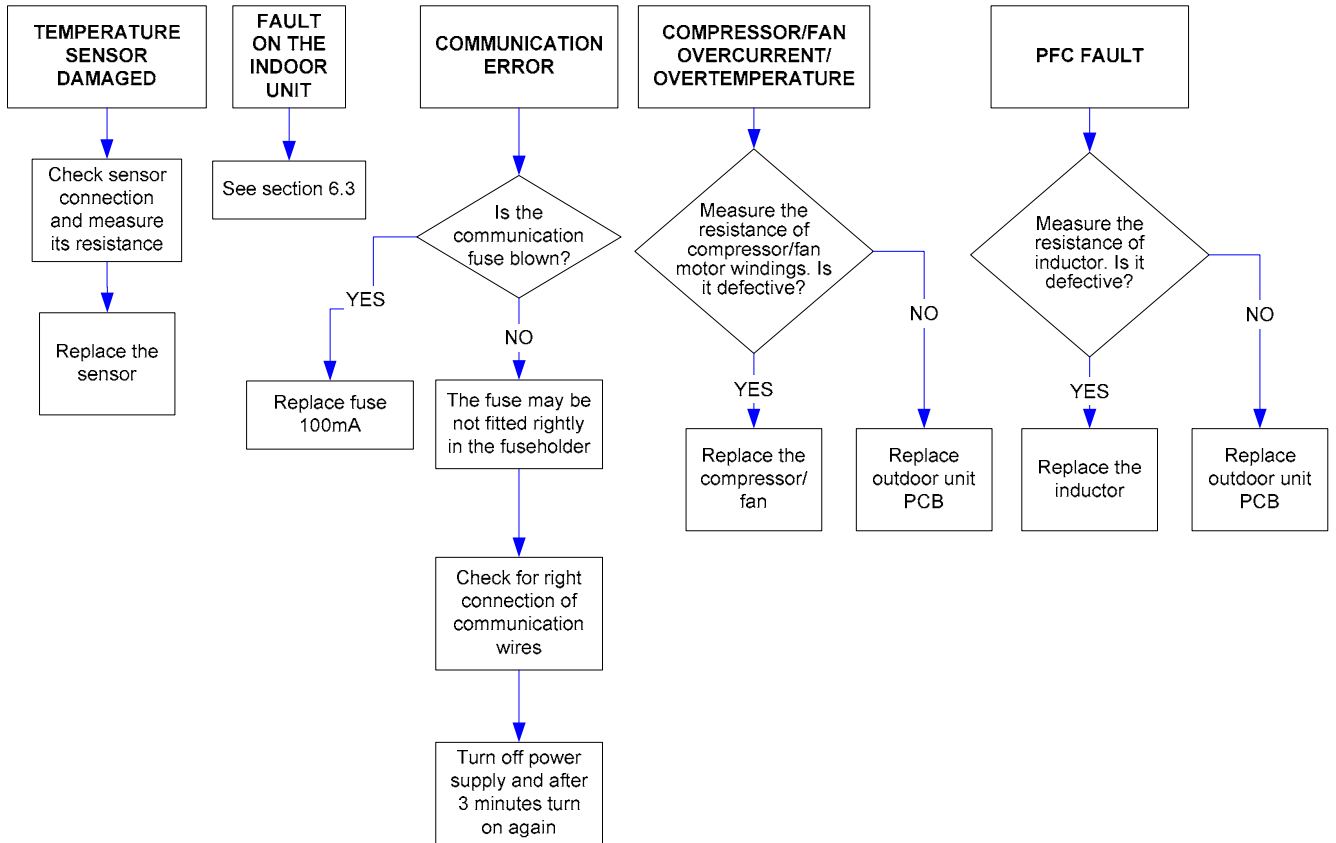 TEMPERATURE
SENSOR
DAMAGED
Check sensor
connection
and measure
its resistance
Replace the
sensor
FAULT
ON THE
INDOOR
UNIT
See section 6.3
COMMUNICATION
ERROR
Is the
communication
fuse blown?
YES
Replace fuse
100mA
NO
The fuse may be
not fitted rightly
in the fuseholder
Check for right
connection of
communication
wires
Turn off power
supply and after
3 minutes turn
on again
COMPRESSOR/FAN
OVERCURRENT/
OVERTEMPERATURE
Measure the
resistance of
compressor/fan
motor windings. Is
it defective?
YES
Replace the
compressor/
fan
NO
Replace
outdoor unit
PCB
PFC FAULT
Measure the
resistance of
inductor. Is it
defective?
YES
Replace the
inductor
NO
Replace
outdoor unit
PCB